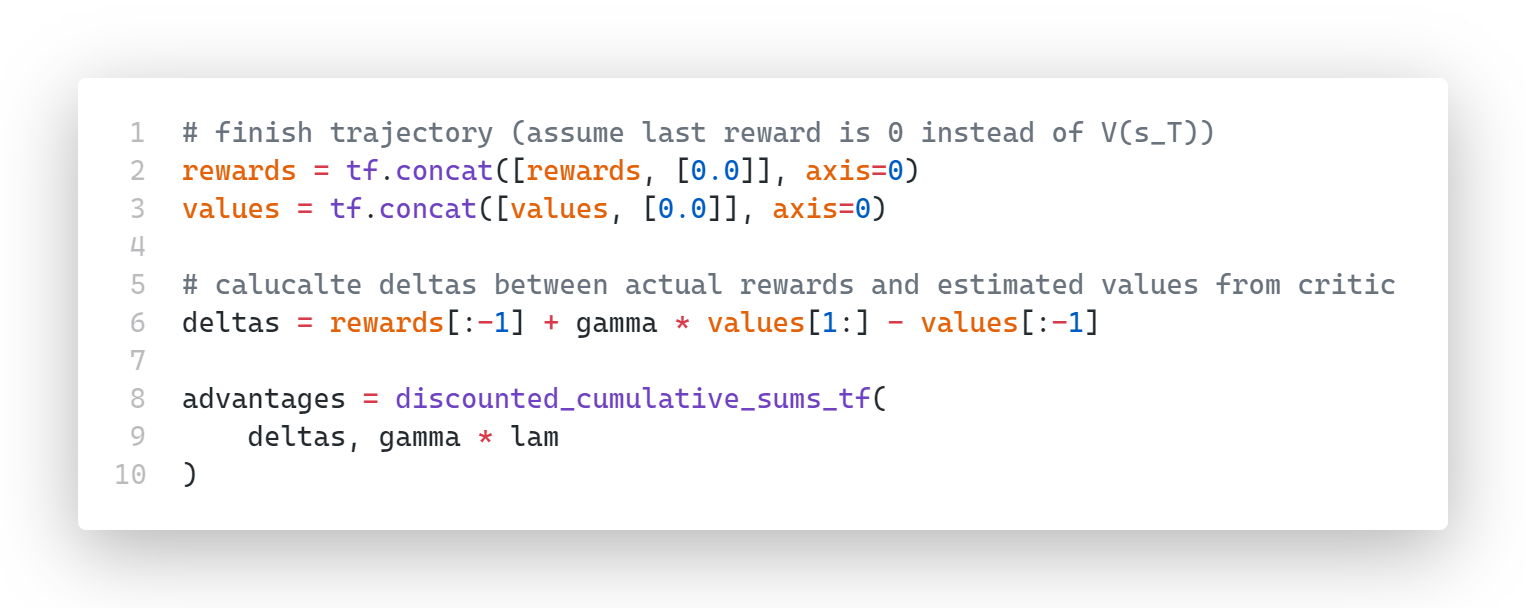 1 # finish trajectory (assume last reward is 0 instead of V(s_T))
2 rewards = tf.concat([rewards, [0.0]], axis=0)
3 values = tf.concat([values, [0.0]], axis=0)
4
5 # calucalte deltas between actual rewards and estimated values from critic
6 deltas = rewards[:-1] + gamma * values[1:] - values[:-1]
7
8 advantages = discounted_cumulative_sums_tf(
9     deltas, gamma * lam
10 )